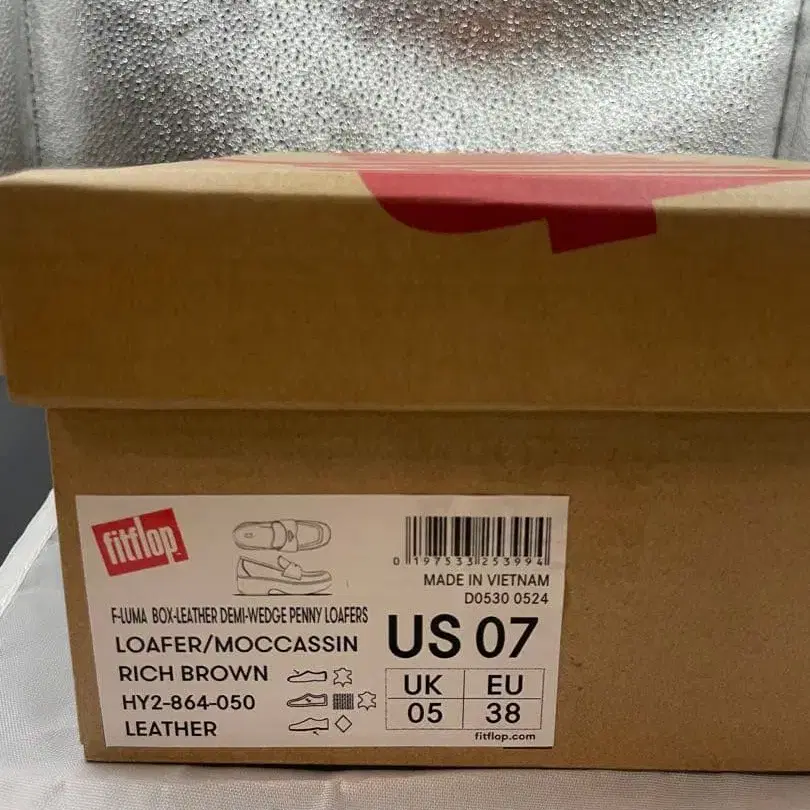 fitflop
0 197533 253994
MADE IN VIETNAM
D0530 0524
F-LUMA BOX-LEATHER DEMI-WEDGE PENNY LOAFERS
LOAFER/MOCCASSIN
RICH BROWN
HY2-864-050
LEATHER
US 07
UK EU
05 38
fitflop.com